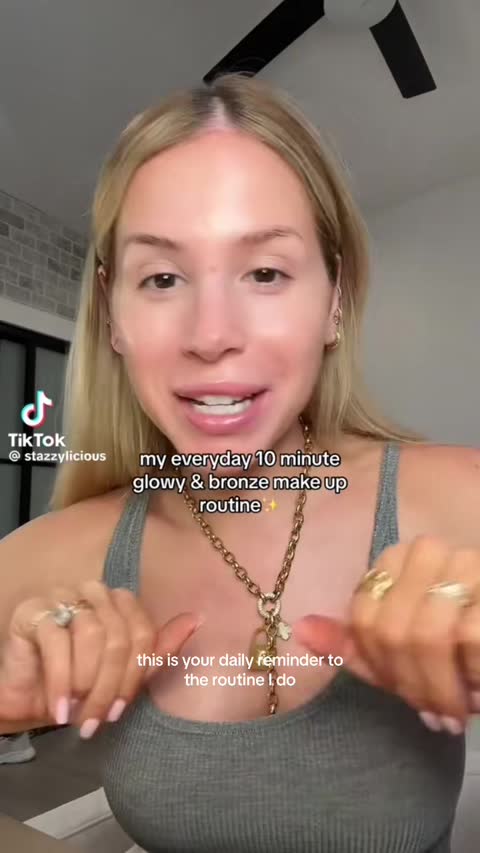 TikTok
@ stazzylicious
my everyday 10 minute
glowy & bronze make up
routine✨
this is your daily reminder to
the routine I do